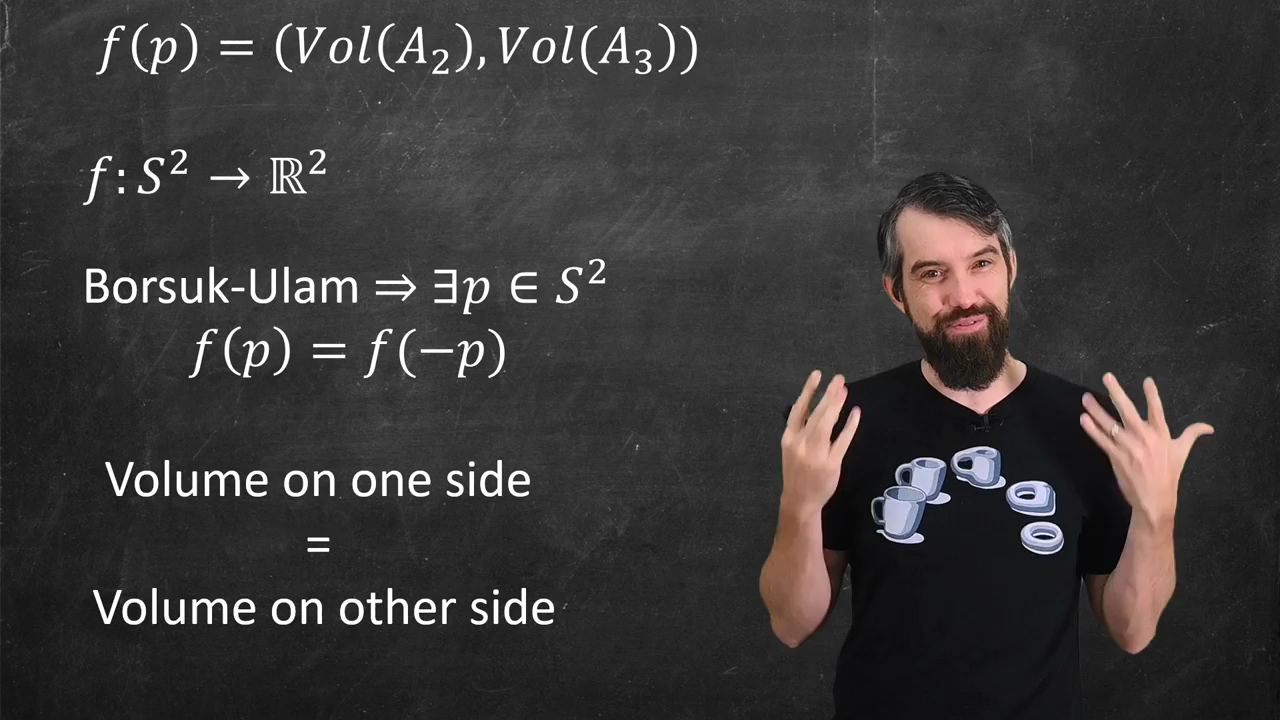 f(p) = (Vol(A₂), Vol(A₃))
f: S² → ℝ²
Borsuk-Ulam ⇒ ∃p ∈ S²
f(p) = f(−p)
Volume on one side
=
Volume on other side